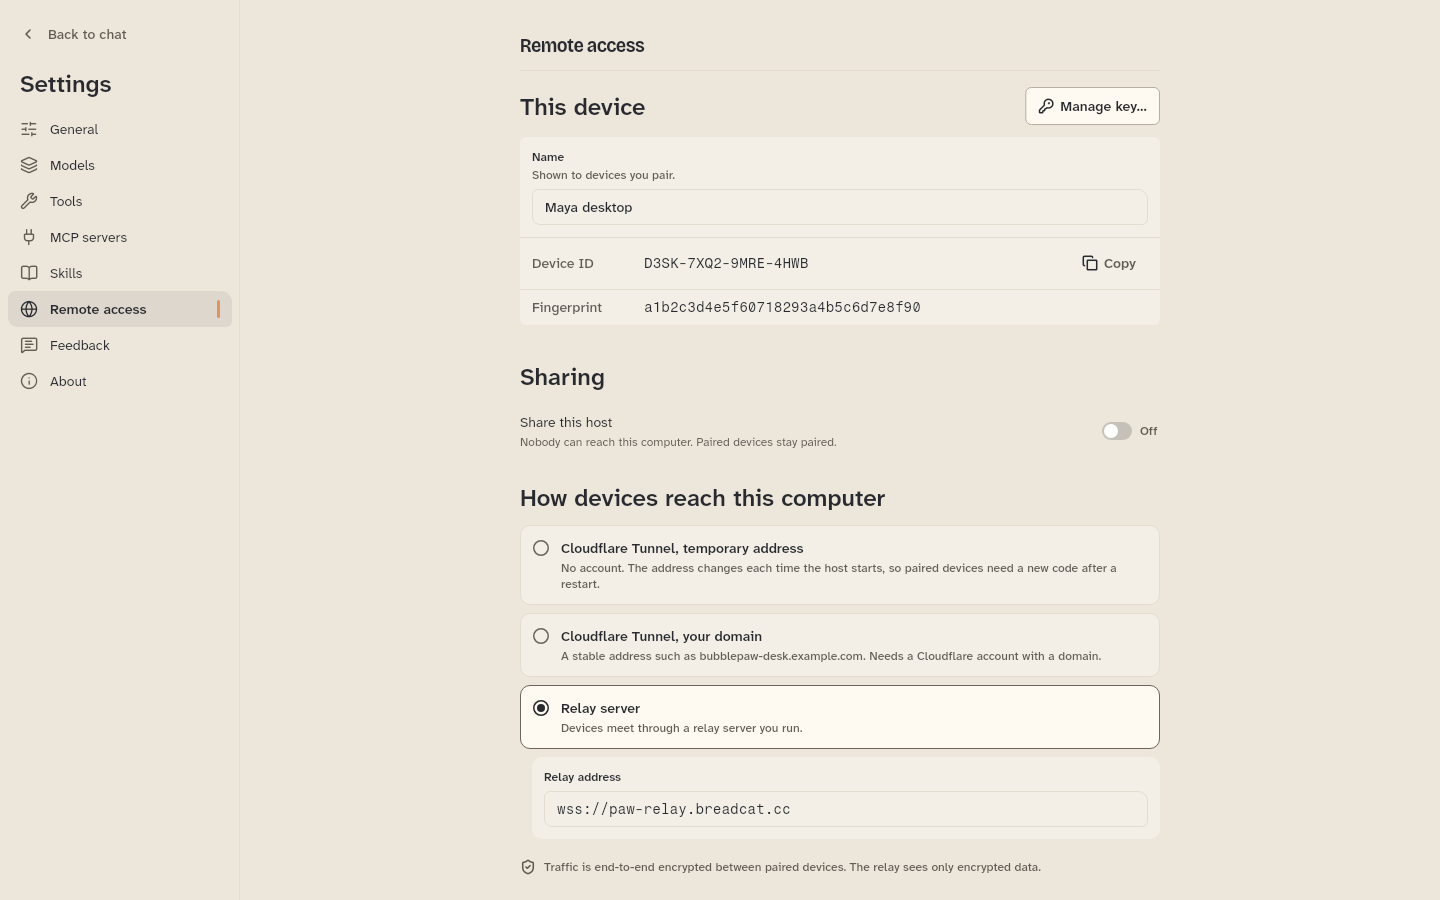 Back to chat
Settings
General
Models
Tools
MCP servers
Skills
Remote access
Feedback
About
Remote access
This device
Manage key...
Name
Shown to devices you pair.
Maya desktop
Device ID
D3SK-7XQ2-9MRE-4HWB
Copy
Fingerprint
a1b2c3d4e5f60718293a4b5c6d7e8f90
Sharing
Share this host
Nobody can reach this computer. Paired devices stay paired.
Off
How devices reach this computer
Cloudflare Tunnel, temporary address
No account. The address changes each time the host starts, so paired devices need a new code after a
restart.
Cloudflare Tunnel, your domain
A stable address such as bubblepaw-desk.example.com. Needs a Cloudflare account with a domain.
Relay server
Devices meet through a relay server you run.
Relay address
wss://paw-relay.breadcat.cc
Traffic is end-to-end encrypted between paired devices. The relay sees only encrypted data.